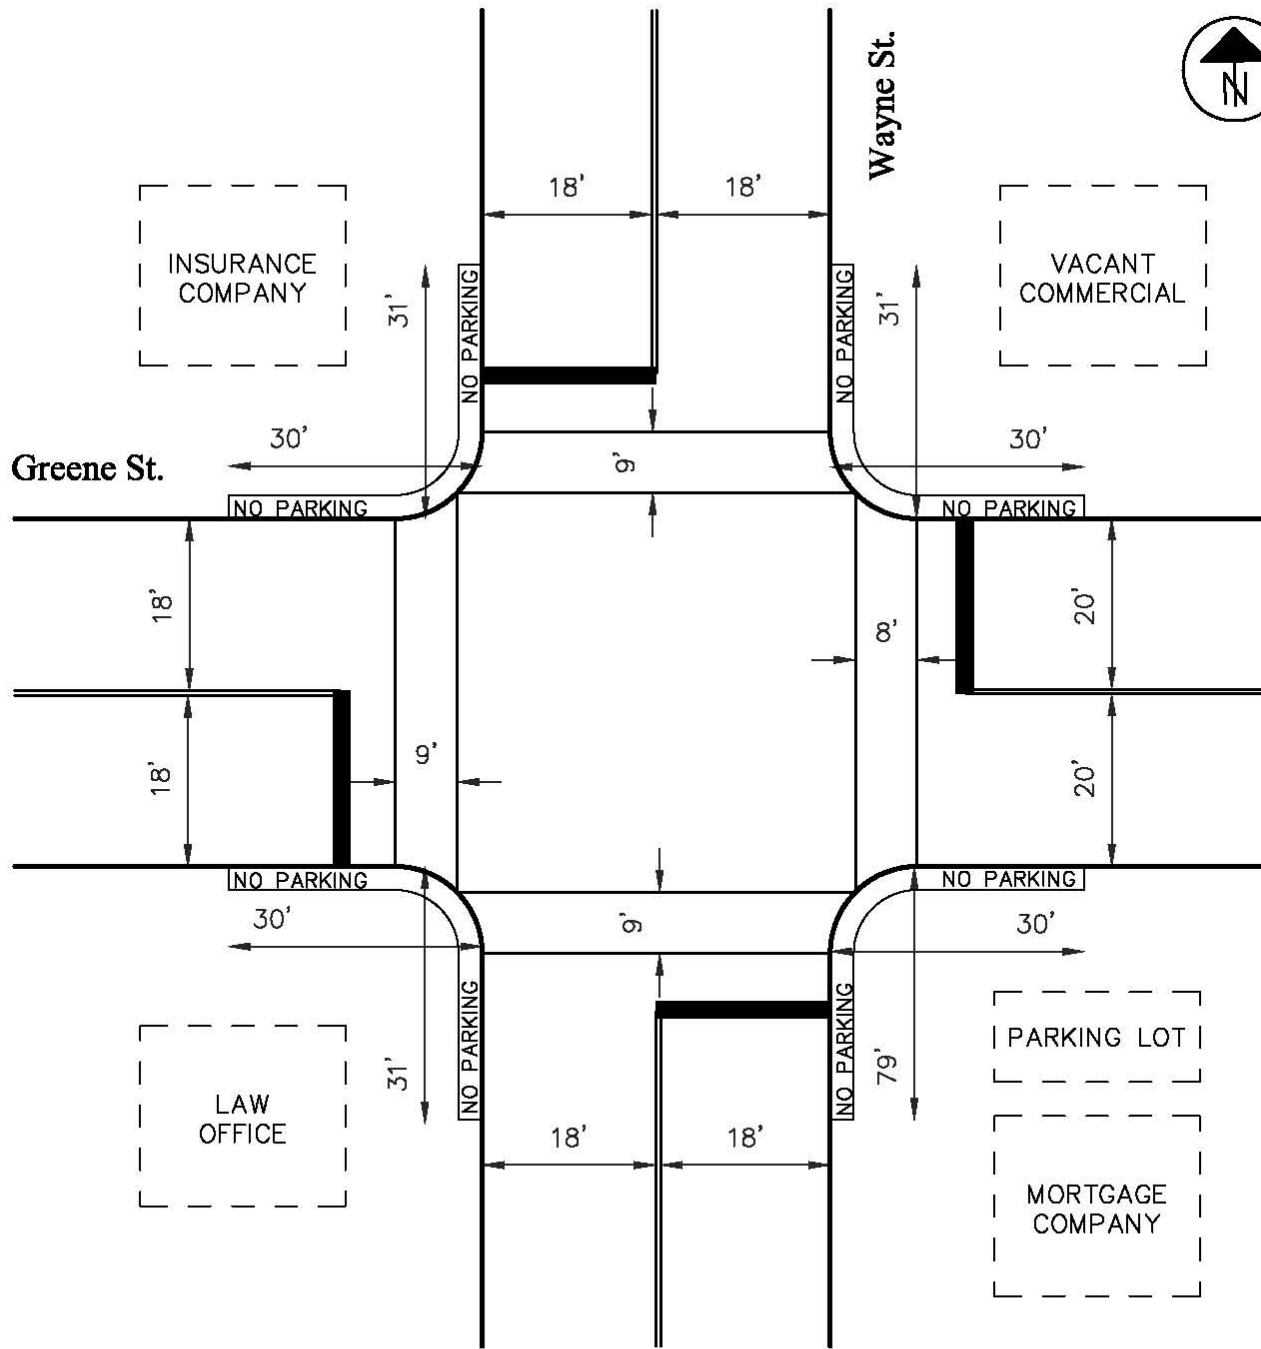 Wayne St.
N
18'
18'
INSURANCE
COMPANY
VACANT
COMMERCIAL
31'
NO PARKING
NO PARKING
31'
30'
30'
Greene St.
9'
NO PARKING
NO PARKING
18'
8'
20'
18'
9'
20'
NO PARKING
NO PARKING
30'
9'
30'
NO PARKING
NO PARKING
31'
79'
PARKING LOT
LAW
OFFICE
18'
18'
MORTGAGE
COMPANY